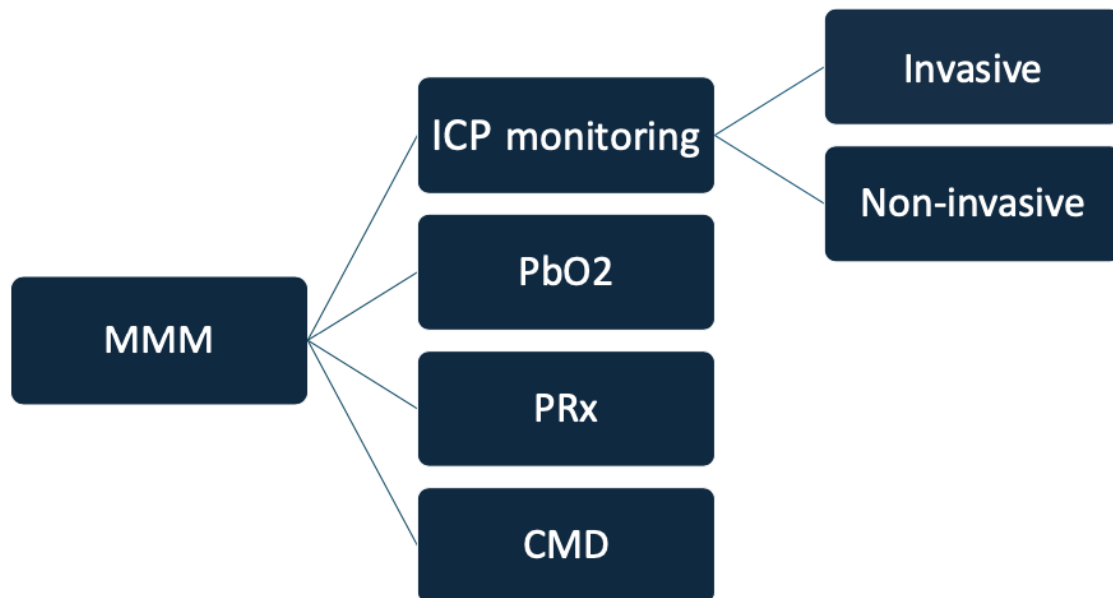 MMM
ICP monitoring
PbO2
PRx
CMD
Invasive
Non-invasive